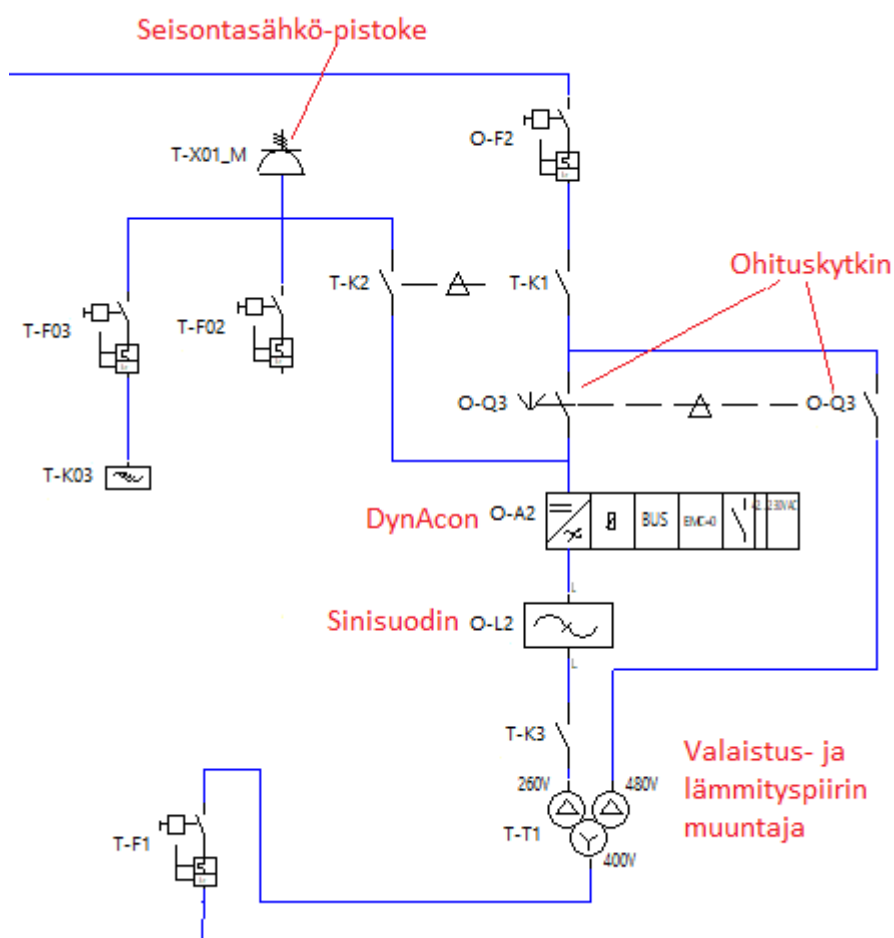 Seisontasähkö-pistoke
T-X01_M
O-F2
T-K2
T-K1
Ohituskytkin
T-F03
T-F02
O-Q3
O-Q3
T-K03
DynAcon
O-A2
BUS
Sinisuodin
O-L2
L
L
T-K3
260V
480V
Valaistus- ja
lämmityspiirin
muuntaja
T-T1
400V
T-F1